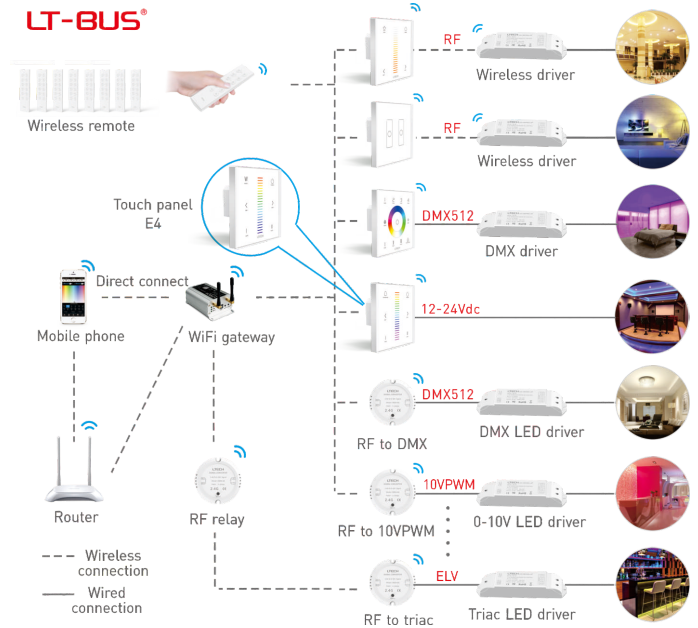 LT-BUS®
RF
Wireless driver
Wireless remote
RF
Wireless driver
Touch panel
E4
DMX512
DMX driver
Direct connect
12-24Vdc
Mobile phone
WiFi gateway
DMX512
RF to DMX
DMX LED driver
10VPWM
Router
RF relay
RF to 10VPWM
0-10V LED driver
Wireless
connection
Wired
connection
ELV
RF to triac
Triac LED driver